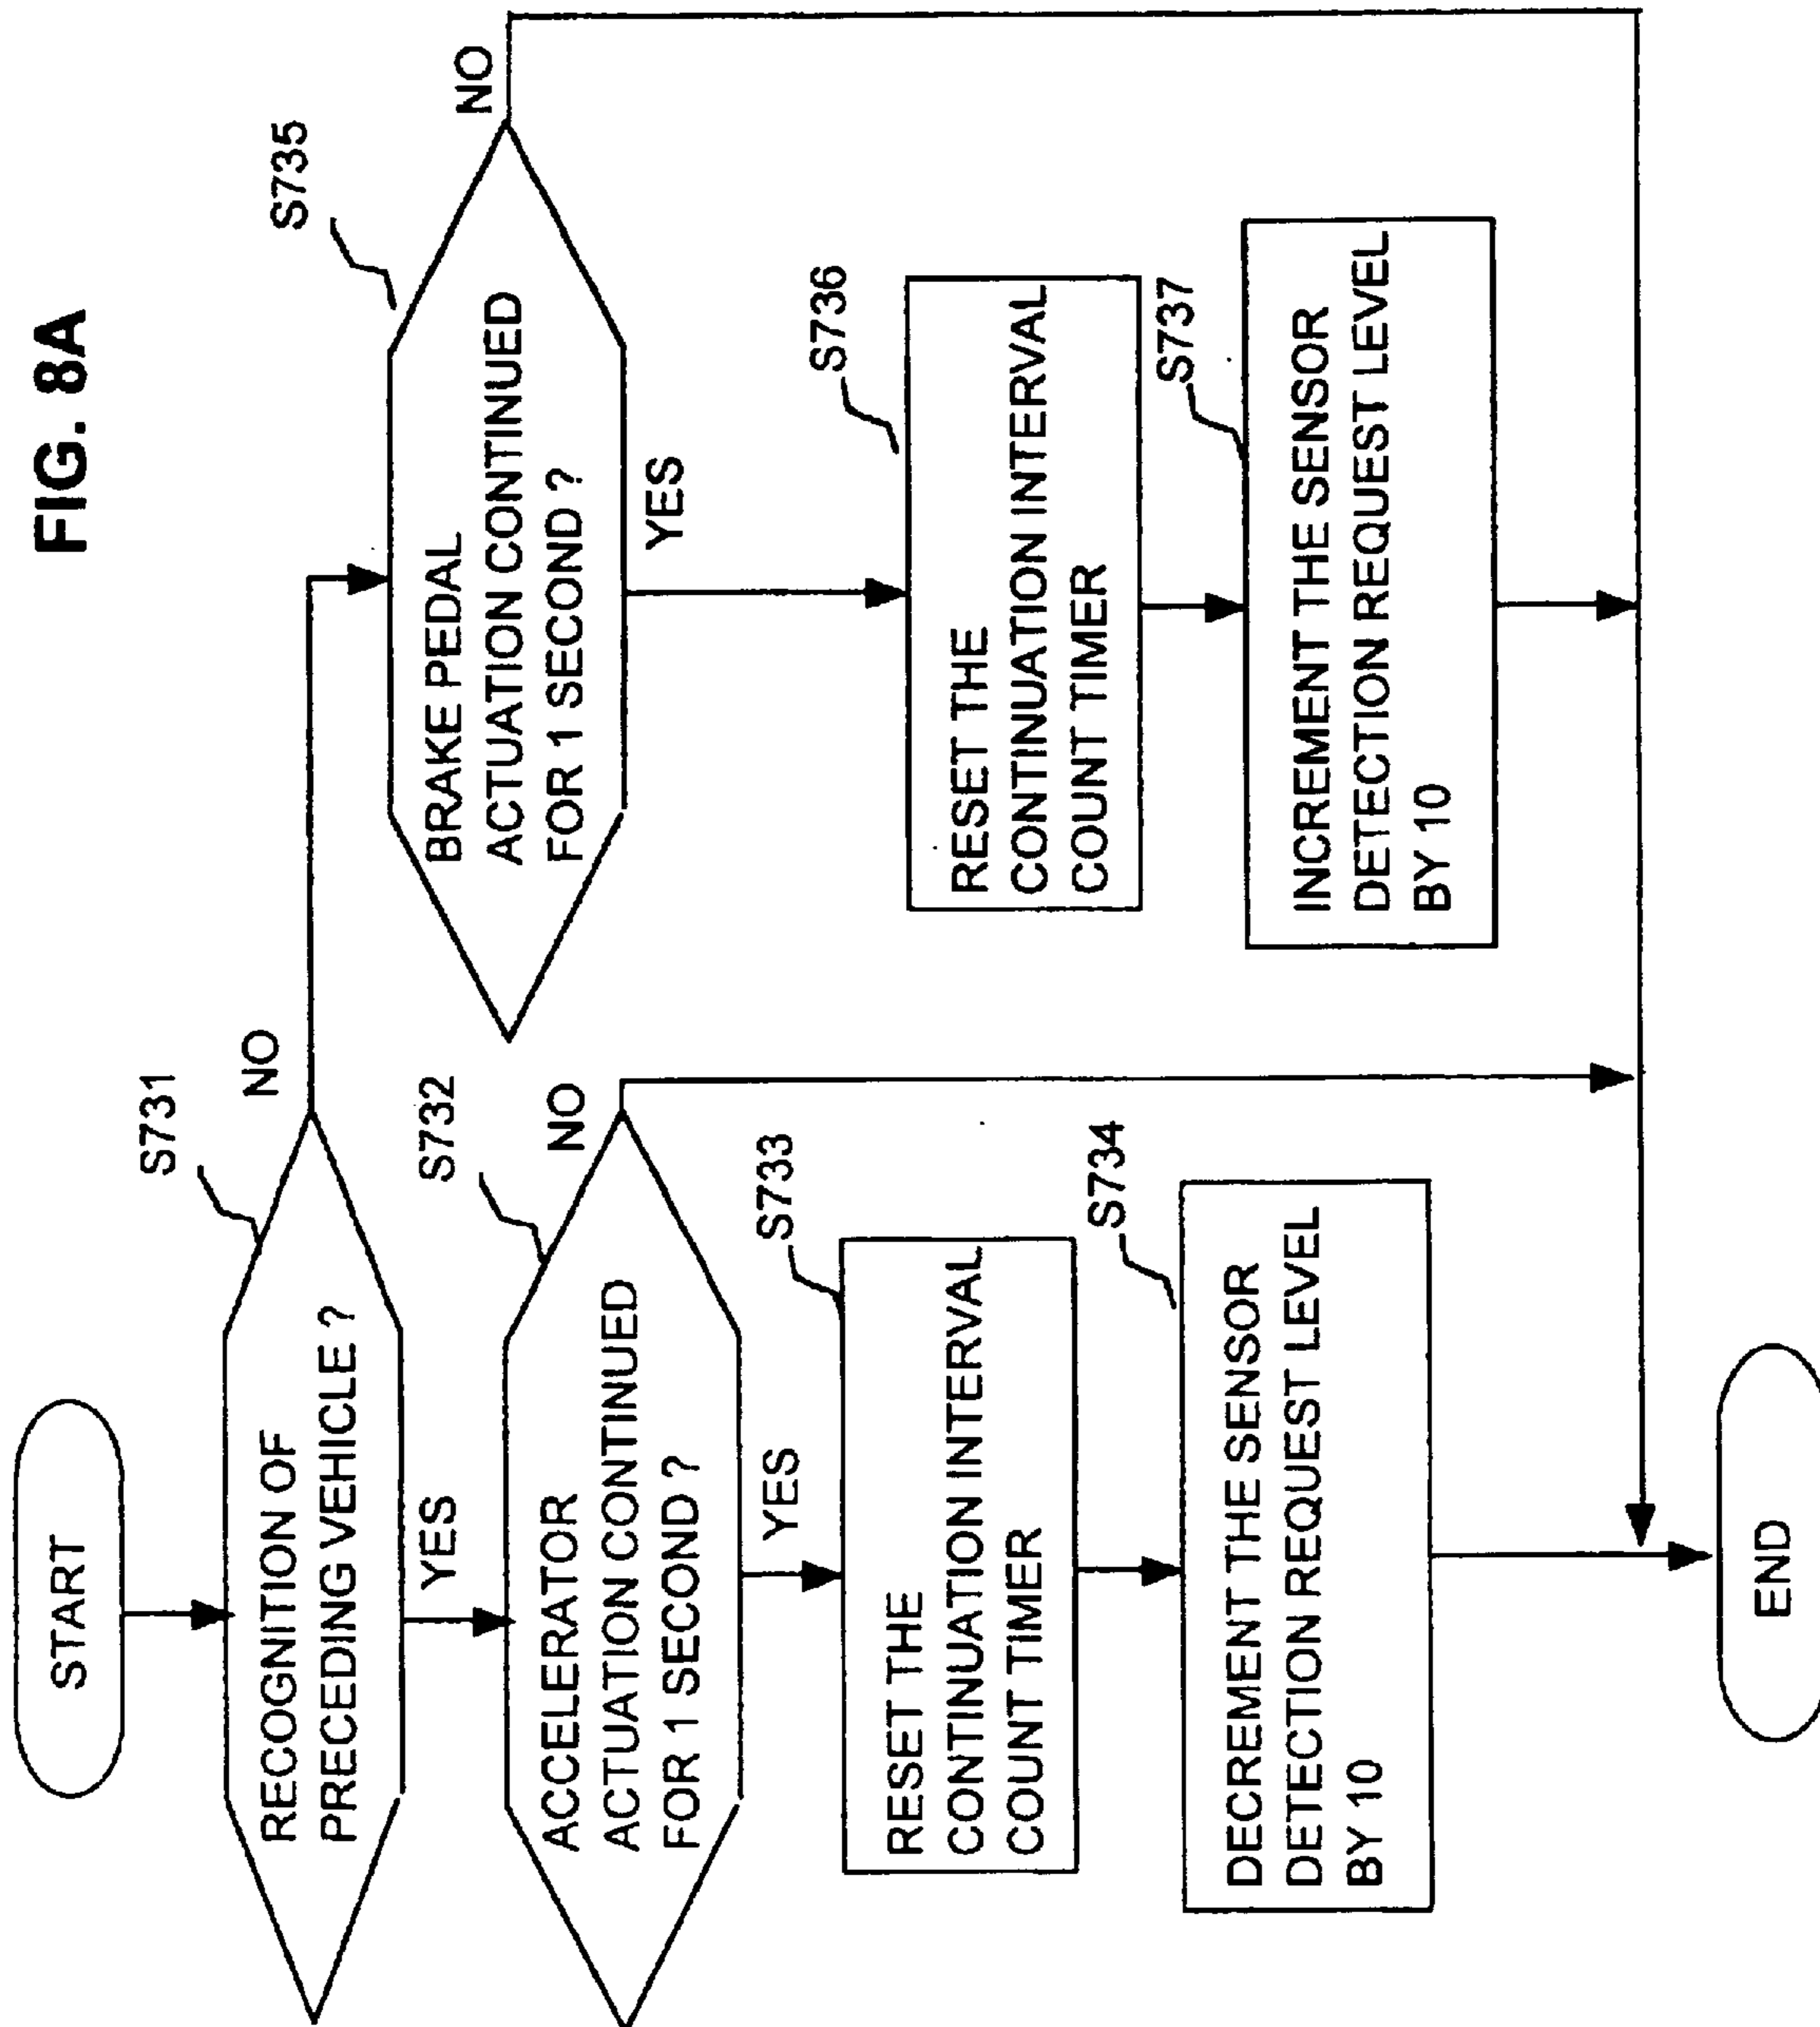 FIG. 8A
START
S731
RECOGNITION OF
PRECEDING VEHICLE ?
NO
YES
S732
ACCELERATOR
ACTUATION CONTINUED
FOR 1 SECOND ?
NO
YES
S733
RESET THE
CONTINUATION INTERVAL
COUNT TIMER
S734
DECREMENT THE SENSOR
DETECTION REQUEST LEVEL
BY 10
S735
BRAKE PEDAL
ACTUATION CONTINUED
FOR 1 SECOND ?
NO
YES
S736
RESET THE
CONTINUATION INTERVAL
COUNT TIMER
S737
INCREMENT THE SENSOR
DETECTION REQUEST LEVEL
BY 10
END